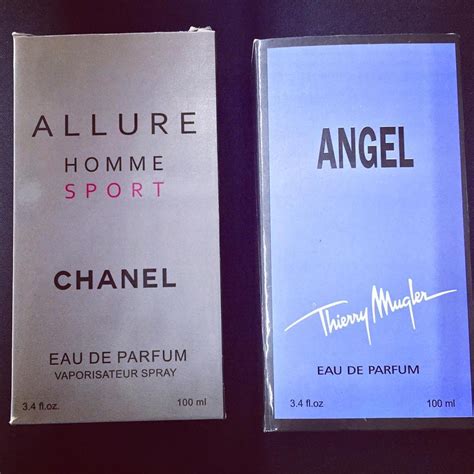 ALLURE
HOMME
SPORT
CHANEL
EAU DE PARFUM
VAPORISATEUR SPRAY
3.4 fl.oz. 100 ml
ANGEL
Thierry Mugler
EAU DE PARFUM
3.4 fl.oz 100 ml